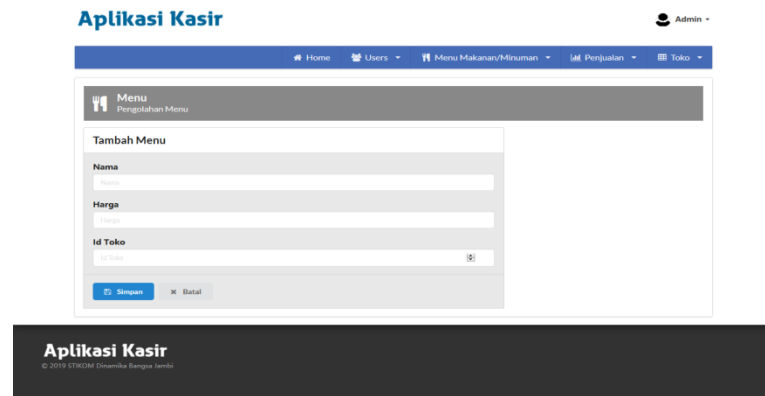 Aplikasi Kasir
Admin
Home Users Menu Makanan/Minuman Penjualan Toko
Menu
Pengolahan Menu
Tambah Menu
Nama
Nama
Harga
Harga
Id Toko
Id Toko
Simpan Batal
Aplikasi Kasir
© 2019 STIKOM Dinamika Bangsa Jambi